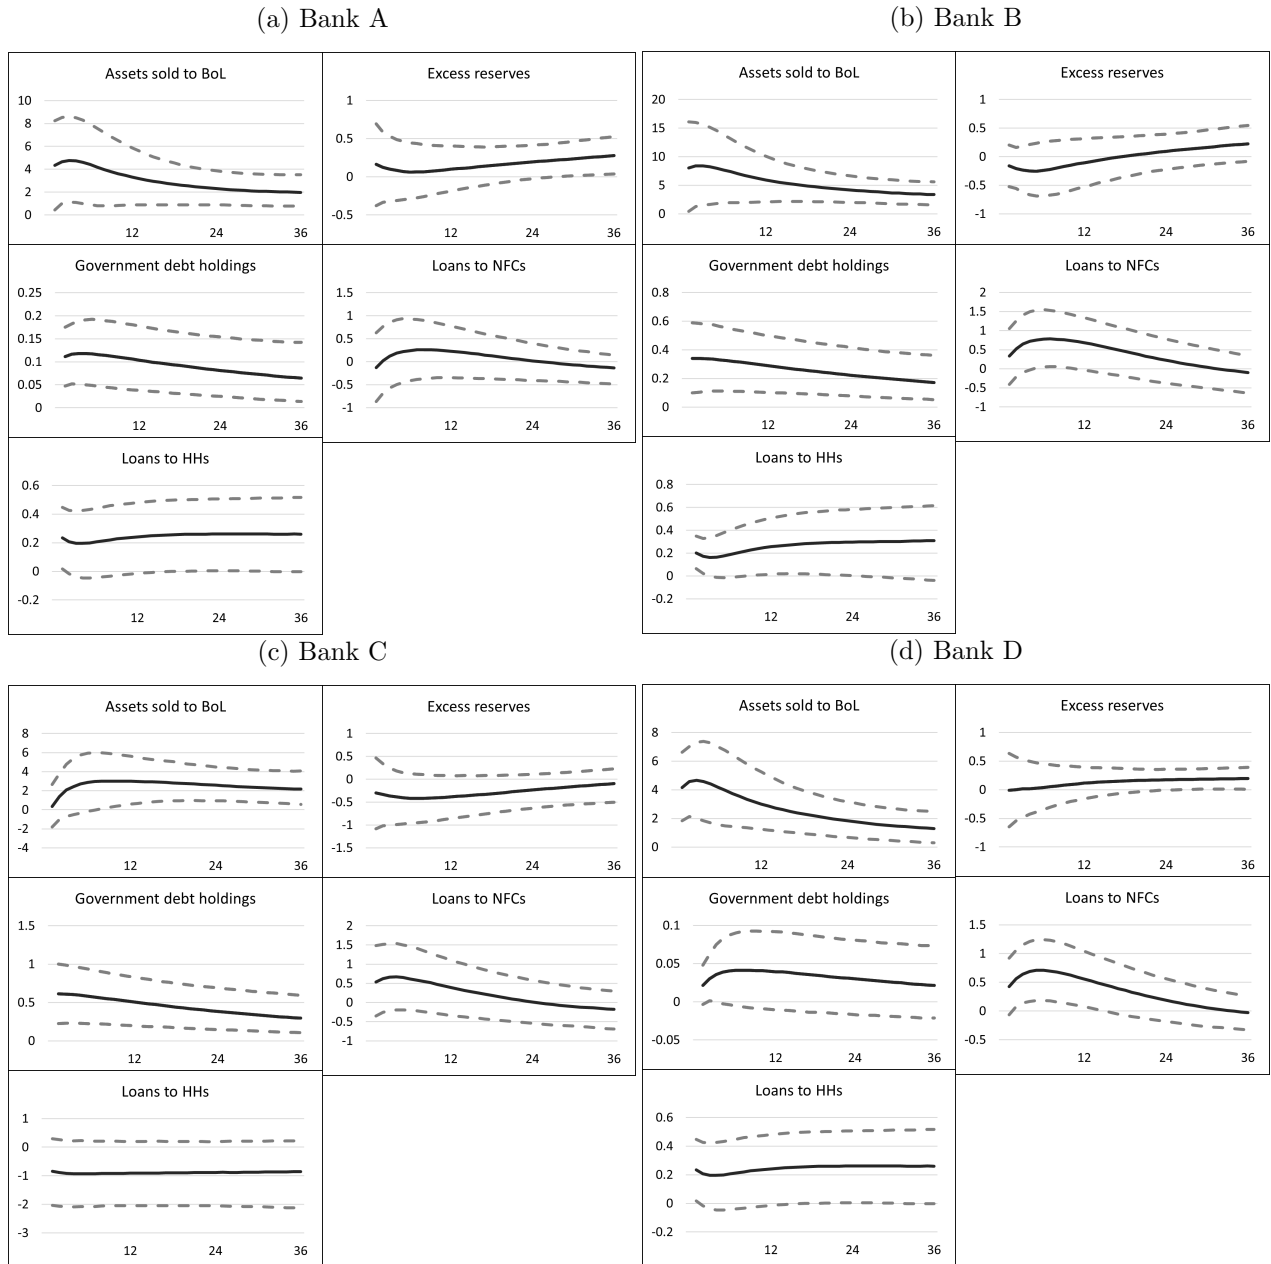 (a) Bank A
Assets sold to BoL
10
8
6
4
2
0
12 24 36
Excess reserves
1
0.5
0
-0.5
12 24 36
Government debt holdings
0.25
0.2
0.15
0.1
0.05
0
12 24 36
Loans to NFCs
1.5
1
0.5
0
-0.5
-1
12 24 36
Loans to HHs
0.6
0.4
0.2
0
-0.2
12 24 36
(b) Bank B
Assets sold to BoL
20
15
10
5
0
12 24 36
Excess reserves
1
0.5
0
-0.5
-1
12 24 36
Government debt holdings
0.8
0.6
0.4
0.2
0
12 24 36
Loans to NFCs
2
1.5
1
0.5
0
-0.5
-1
12 24 36
Loans to HHs
0.8
0.6
0.4
0.2
0
-0.2
12 24 36
(c) Bank C
Assets sold to BoL
8
6
4
2
0
-2
-4
12 24 36
Excess reserves
1
0.5
0
-0.5
-1
-1.5
12 24 36
Government debt holdings
1.5
1
0.5
0
12 24 36
Loans to NFCs
2
1.5
1
0.5
0
-0.5
-1
12 24 36
Loans to HHs
1
0
-1
-2
-3
12 24 36
(d) Bank D
Assets sold to BoL
8
6
4
2
0
12 24 36
Excess reserves
1
0.5
0
-0.5
-1
12 24 36
Government debt holdings
0.1
0.05
0
-0.05
12 24 36
Loans to NFCs
1.5
1
0.5
0
-0.5
12 24 36
Loans to HHs
0.6
0.4
0.2
0
-0.2
12 24 36